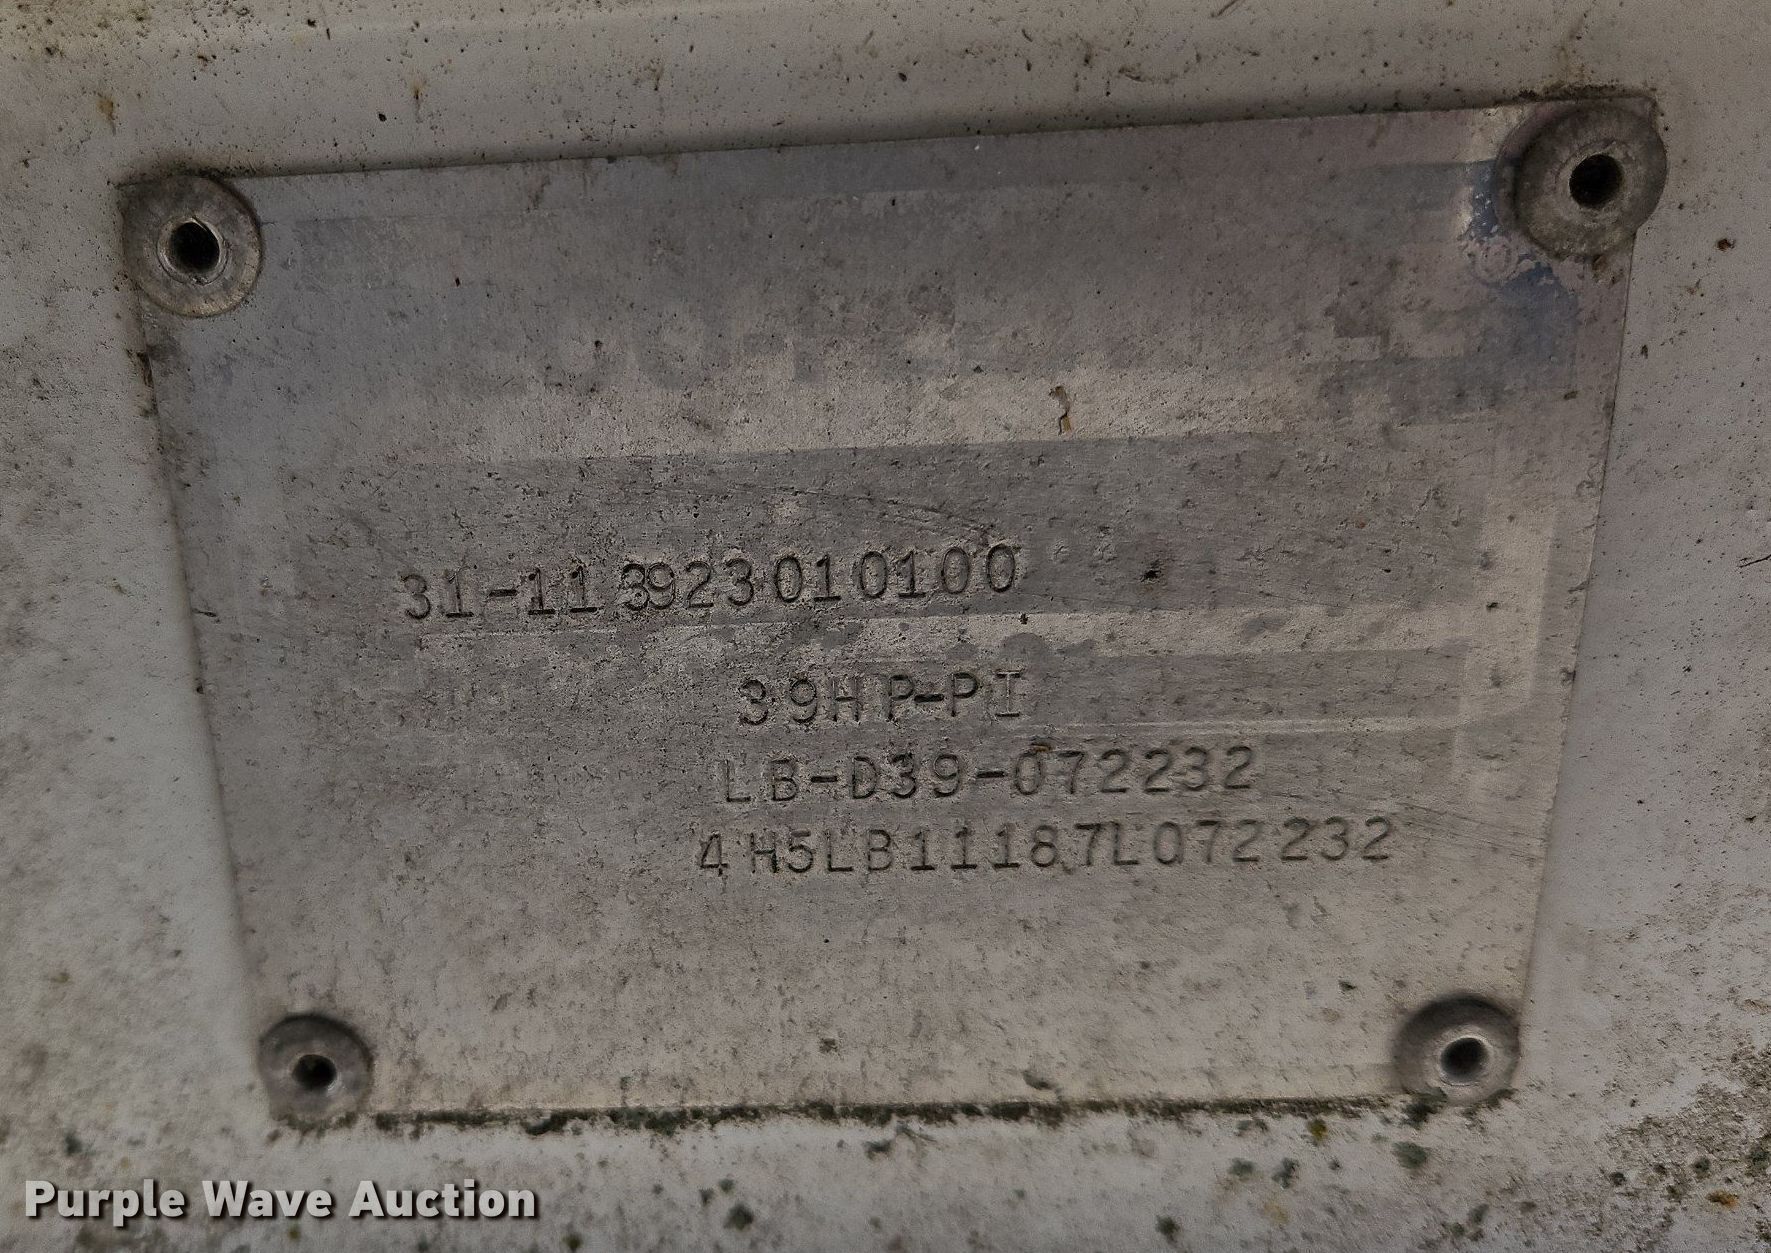 31-113923010100
39HP-PI
LB-D39-072232
4H5LB11187L072232
Purple Wave Auction